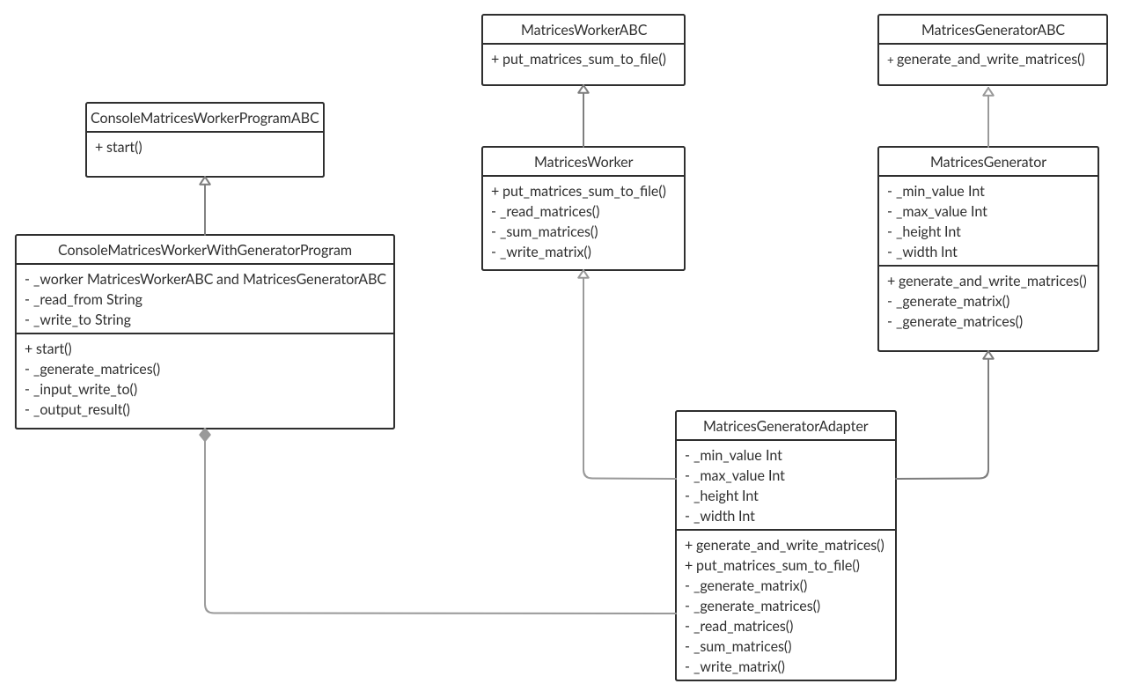 MatricesWorkerABC
+ put_matrices_sum_to_file()
MatricesGeneratorABC
+ generate_and_write_matrices()
ConsoleMatricesWorkerProgramABC
+ start()
MatricesWorker
+ put_matrices_sum_to_file()
- _read_matrices()
- _sum_matrices()
- _write_matrix()
MatricesGenerator
- _min_value Int
- _max_value Int
- _height Int
- _width Int
+ generate_and_write_matrices()
- _generate_matrix()
- _generate_matrices()
ConsoleMatricesWorkerWithGeneratorProgram
- _worker MatricesWorkerABC and MatricesGeneratorABC
- _read_from String
- _write_to String
+ start()
- _generate_matrices()
- _input_write_to()
- _output_result()
MatricesGeneratorAdapter
- _min_value Int
- _max_value Int
- _height Int
- _width Int
+ generate_and_write_matrices()
+ put_matrices_sum_to_file()
- _generate_matrix()
- _generate_matrices()
- _read_matrices()
- _sum_matrices()
- _write_matrix()